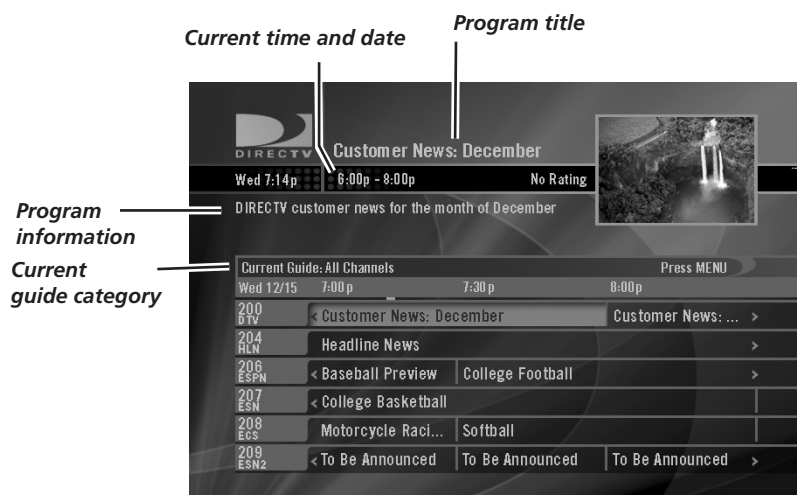 Current time and date
Program title
DIRECTV
Customer News: December
Wed 7:14p 6:00p - 8:00p No Rating
Program information
DIRECTV customer news for the month of December
Current guide category
Current Guide: All Channels Press MENU
Wed 12/15 7:00p 7:30p 8:00p
200 DTV < Customer News: December Customer News: ... >
204 HLN Headline News >
206 ESPN < Baseball Preview College Football >
207 ESN < College Basketball
208 ECS Motorcycle Raci... Softball
209 ESN2 < To Be Announced To Be Announced To Be Announced >